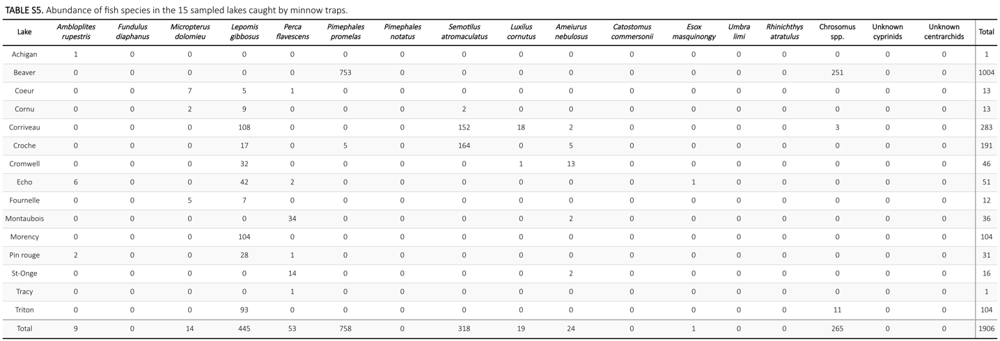 TABLE S5. Abundance of fish species in the 15 sampled lakes caught by minnow traps.
Lake Ambloplites rupestris Fundulus diaphanus Micropterus dolomieu Lepomis gibbosus Perca flavescens Pimephales promelas Pimephales notatus Semotilus atromaculatus Luxilus cornutus Ameiurus nebulosus Catostomus commersonii Esox masquinongy Umbra limi Rhinichthys atratulus Chrosomus spp. Unknown cyprinids Unknown centrarchids Total
Achigan 1 0 0 0 0 0 0 0 0 0 0 0 0 0 0 0 0 1
Beaver 0 0 0 0 0 753 0 0 0 0 0 0 0 0 251 0 0 1004
Coeur 0 0 7 5 1 0 0 0 0 0 0 0 0 0 0 0 0 13
Cornu 0 0 2 9 0 0 0 2 0 0 0 0 0 0 0 0 0 13
Corriveau 0 0 0 108 0 0 0 152 18 2 0 0 0 0 3 0 0 283
Croche 0 0 0 17 0 5 0 164 0 5 0 0 0 0 0 0 0 191
Cromwell 0 0 0 32 0 0 0 0 1 13 0 0 0 0 0 0 0 46
Echo 6 0 0 42 2 0 0 0 0 0 0 1 0 0 0 0 0 51
Fournelle 0 0 5 7 0 0 0 0 0 0 0 0 0 0 0 0 0 12
Montaubois 0 0 0 0 34 0 0 0 0 2 0 0 0 0 0 0 0 36
Morency 0 0 0 104 0 0 0 0 0 0 0 0 0 0 0 0 0 104
Pin rouge 2 0 0 28 1 0 0 0 0 0 0 0 0 0 0 0 0 31
St-Onge 0 0 0 0 14 0 0 0 0 2 0 0 0 0 0 0 0 16
Tracy 0 0 0 0 1 0 0 0 0 0 0 0 0 0 0 0 0 1
Triton 0 0 0 93 0 0 0 0 0 0 0 0 0 0 11 0 0 104
Total 9 0 14 445 53 758 0 318 19 24 0 1 0 0 265 0 0 1906